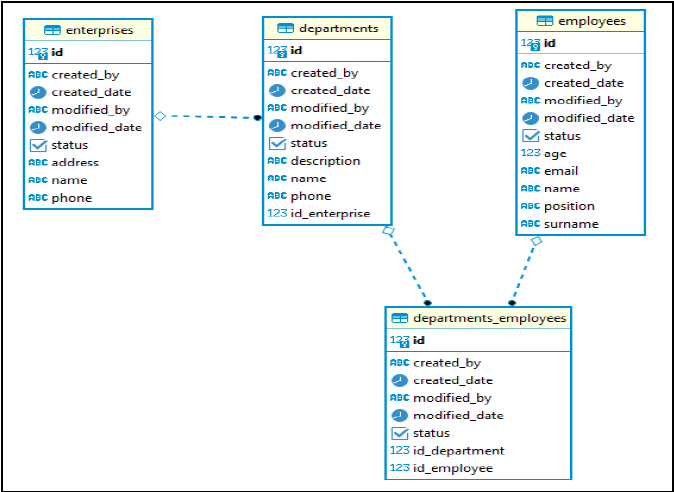 enterprises
123 id
ABC created_by
created_date
ABC modified_by
modified_date
status
ABC address
ABC name
ABC phone
departments
123 id
ABC created_by
created_date
ABC modified_by
modified_date
status
ABC description
ABC name
ABC phone
123 id_enterprise
employees
123 id
ABC created_by
created_date
ABC modified_by
modified_date
status
123 age
ABC email
ABC name
ABC position
ABC surname
departments_employees
123 id
ABC created_by
created_date
ABC modified_by
modified_date
status
123 id_department
123 id_employee